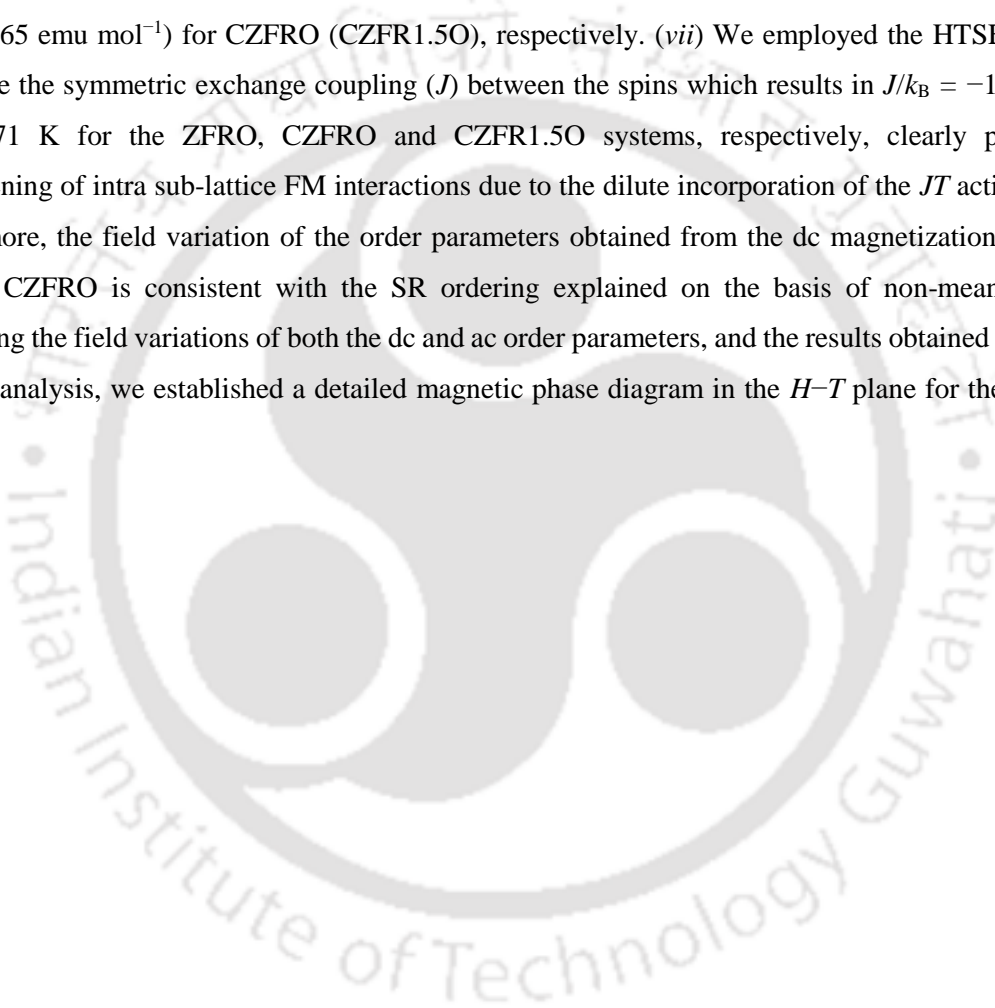 65 emu mol⁻¹) for CZFRO (CZFR1.5O), respectively. (vii) We employed the HTSE
e the symmetric exchange coupling (J) between the spins which results in J/kB = −1
71 K for the ZFRO, CZFRO and CZFR1.5O systems, respectively, clearly p
ning of intra sub-lattice FM interactions due to the dilute incorporation of the JT acti
nore, the field variation of the order parameters obtained from the dc magnetization
CZFRO is consistent with the SR ordering explained on the basis of non-mean
ng the field variations of both the dc and ac order parameters, and the results obtained
analysis, we established a detailed magnetic phase diagram in the H−T plane for the
Indian Institute of Technology Guwahati